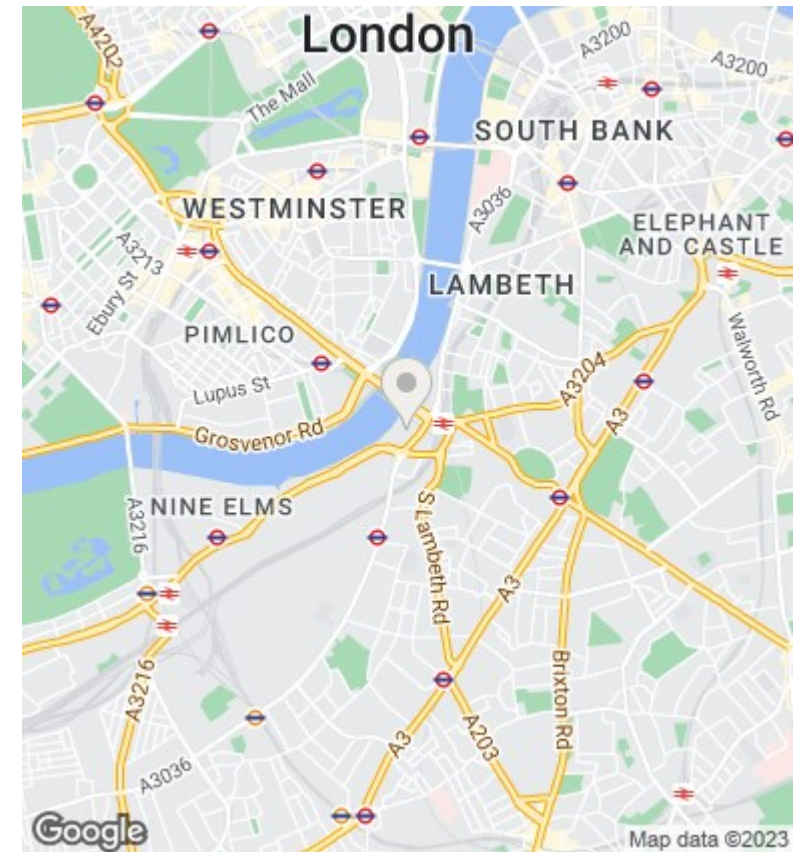 London
A4202
A3200
A3200
The Mall
SOUTH BANK
WESTMINSTER
A3036
ELEPHANT
AND CASTLE
A3213
Ebury St
LAMBETH
PIMLICO
Walworth Rd
Lupus St
A3204
Grosvenor Rd
A3
NINE ELMS
A3216
S Lambeth Rd
A3
Brixton Rd
A3216
A203
A3
A3036
Google
Map data ©2023